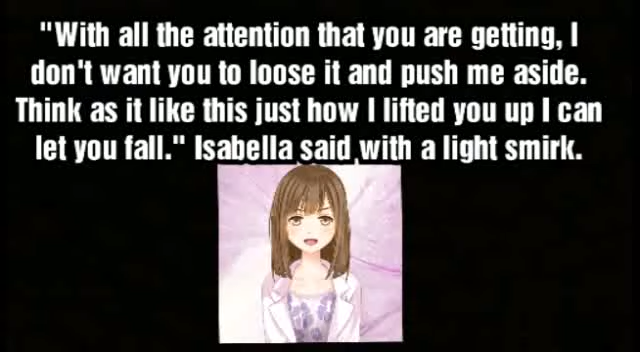 "With all the attention that you are getting, I
don't want you to loose it and push me aside.
Think as it like this just how I lifted you up I can
let you fall." Isabella said with a light smirk.